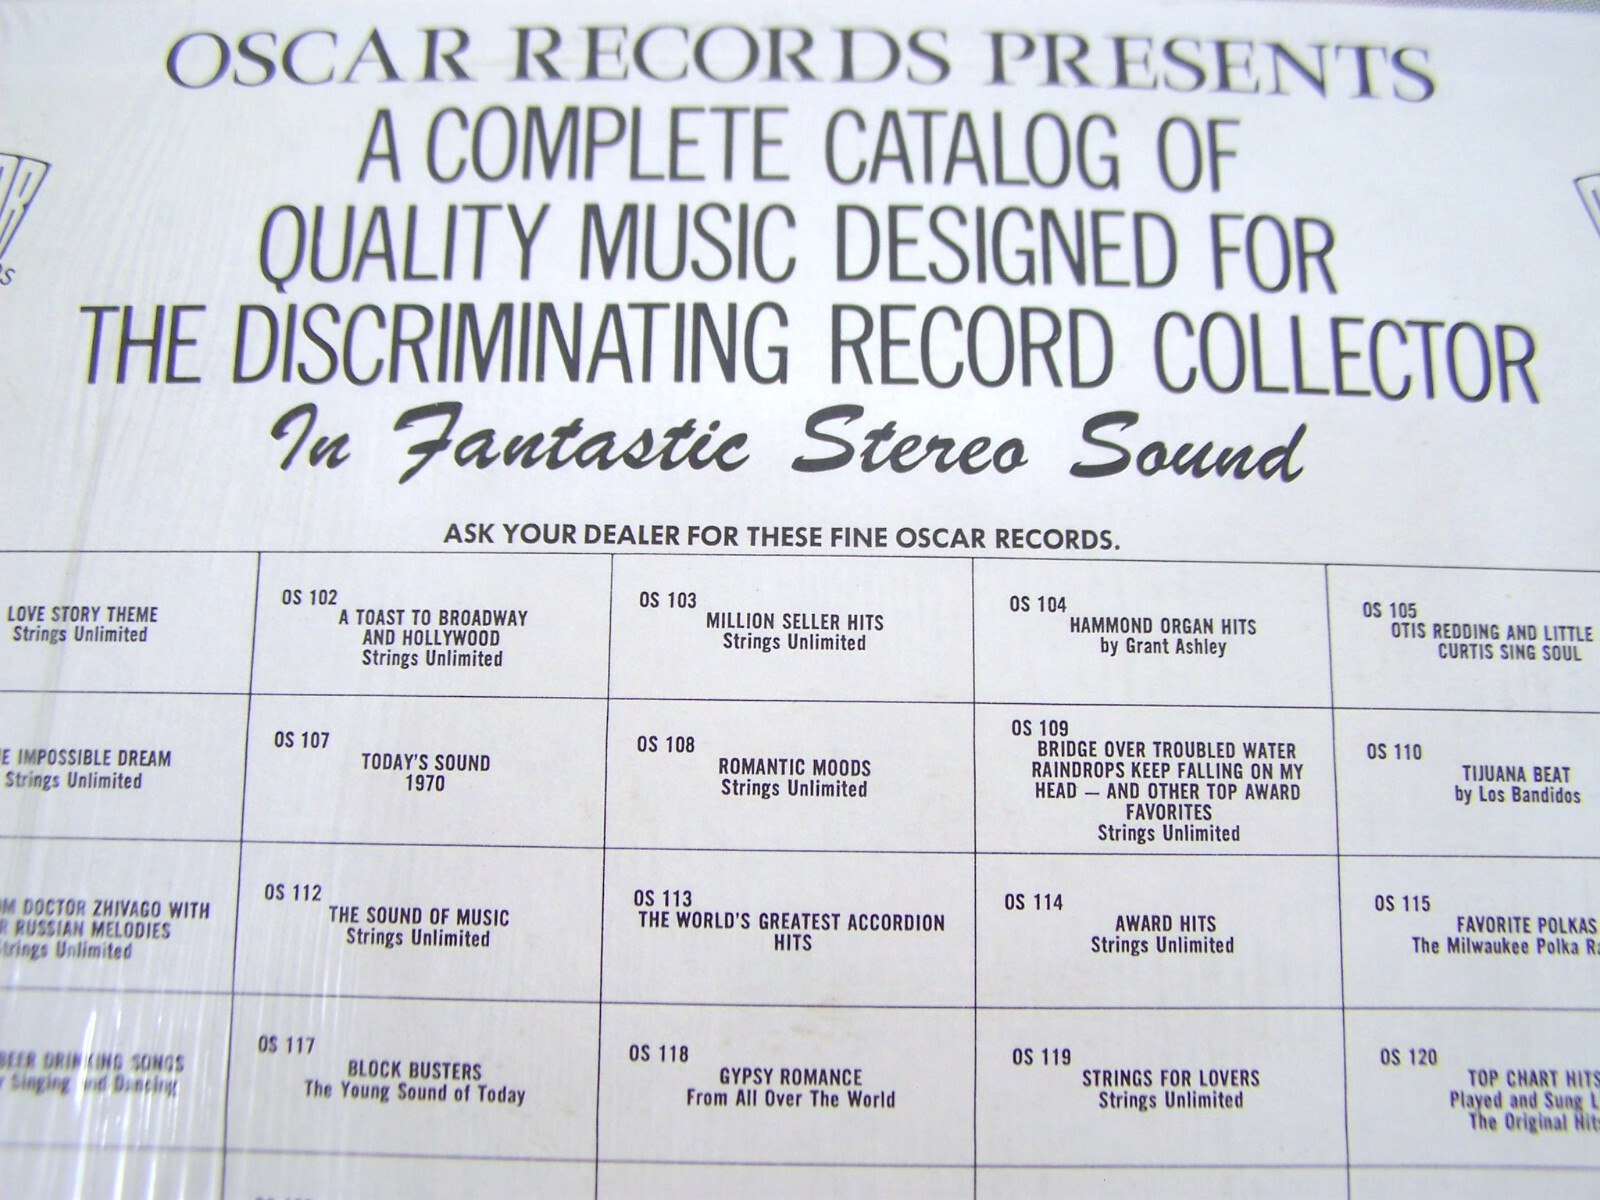 OSCAR RECORDS PRESENTS
A COMPLETE CATALOG OF
QUALITY MUSIC DESIGNED FOR
THE DISCRIMINATING RECORD COLLECTOR
In Fantastic Stereo Sound
ASK YOUR DEALER FOR THESE FINE OSCAR RECORDS.
LOVE STORY THEME
Strings Unlimited
OS 102
A TOAST TO BROADWAY
AND HOLLYWOOD
Strings Unlimited
OS 103
MILLION SELLER HITS
Strings Unlimited
OS 104
HAMMOND ORGAN HITS
by Grant Ashley
OS 105
OTIS REDDING AND LITTLE
CURTIS SING SOUL
IMPOSSIBLE DREAM
Strings Unlimited
OS 107
TODAY'S SOUND
1970
OS 108
ROMANTIC MOODS
Strings Unlimited
OS 109
BRIDGE OVER TROUBLED WATER
RAINDROPS KEEP FALLING ON MY
HEAD — AND OTHER TOP AWARD
FAVORITES
Strings Unlimited
OS 110
TIJUANA BEAT
by Los Bandidos
DOCTOR ZHIVAGO WITH
RUSSIAN MELODIES
Strings Unlimited
OS 112
THE SOUND OF MUSIC
Strings Unlimited
OS 113
THE WORLD'S GREATEST ACCORDION
HITS
OS 114
AWARD HITS
Strings Unlimited
OS 115
FAVORITE POLKAS
The Milwaukee Polka
BEER DRINKING SONGS
Singing and Dancing
OS 117
BLOCK BUSTERS
The Young Sound of Today
OS 118
GYPSY ROMANCE
From All Over The World
OS 119
STRINGS FOR LOVERS
Strings Unlimited
OS 120
TOP CHART HITS
Played and Sung
The Original Hits